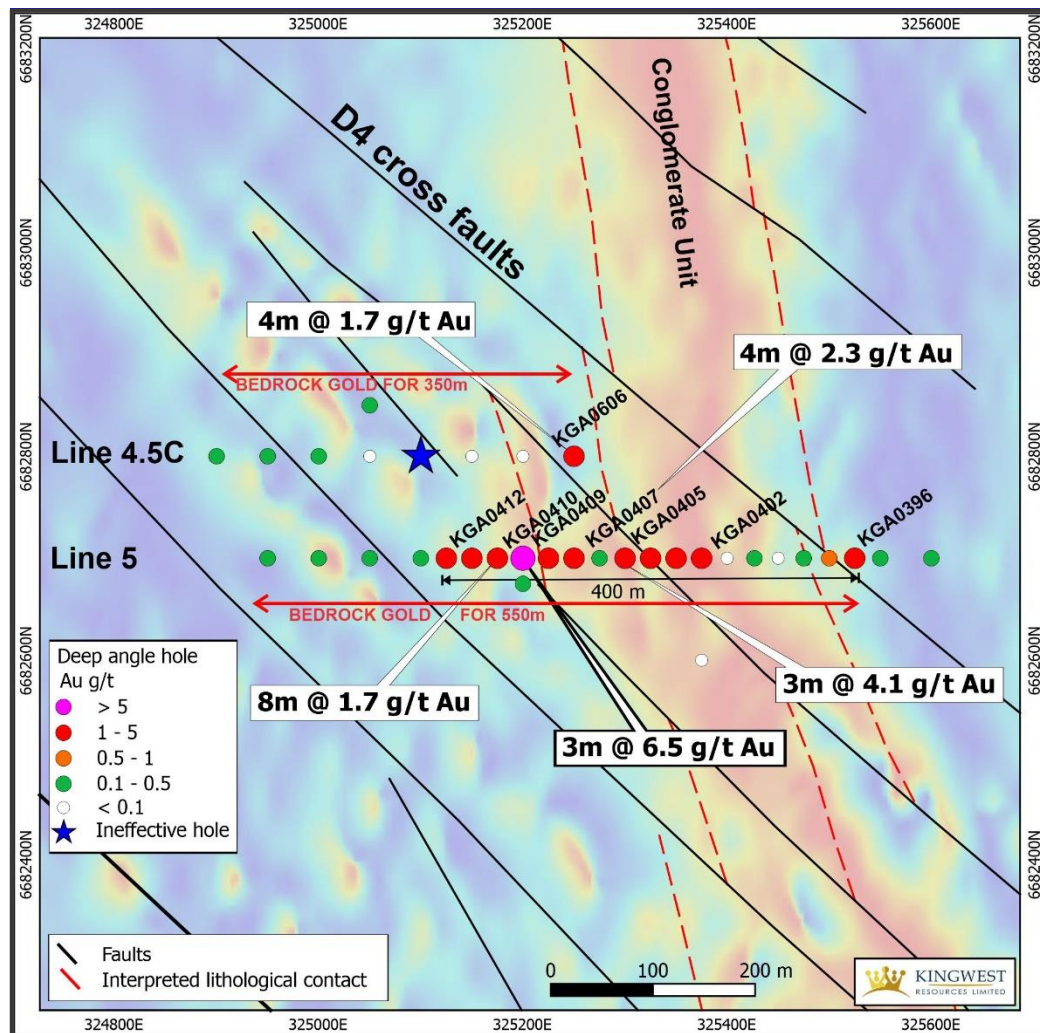 324800E 325000E 325200E 325400E 325600E
6683200N
6683200N
Conglomerate Unit
D4 cross faults
6683000N
6683000N
4m @ 1.7 g/t Au
4m @ 2.3 g/t Au
BEDROCK GOLD FOR 350m
KGA0606
6682800N
Line 4.5C
6682800N
KGA0412
KGA0410
KGA0409
KGA0407
KGA0405
KGA0402
KGA0396
Line 5
400 m
BEDROCK GOLD FOR 550m
6682600N
6682600N
Deep angle hole
Au g/t
> 5
1 - 5
0.5 - 1
0.1 - 0.5
< 0.1
Ineffective hole
8m @ 1.7 g/t Au
3m @ 4.1 g/t Au
3m @ 6.5 g/t Au
6682400N
6682400N
Faults
Interpreted lithological contact
0 100 200 m
KINGWEST
RESOURCES LIMITED
324800E 325000E 325200E 325400E 325600E